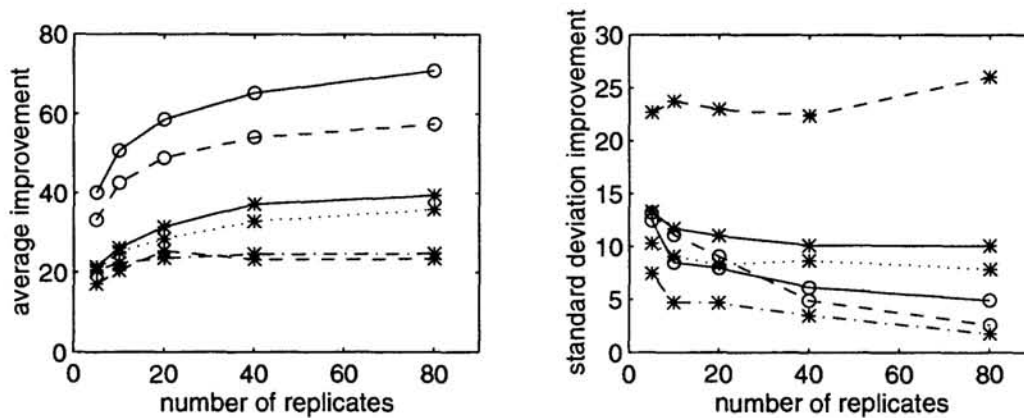 average improvement
80
60
40
20
0
0 20 40 60 80
number of replicates
standard deviation improvement
30
25
20
15
10
5
0
0 20 40 60 80
number of replicates